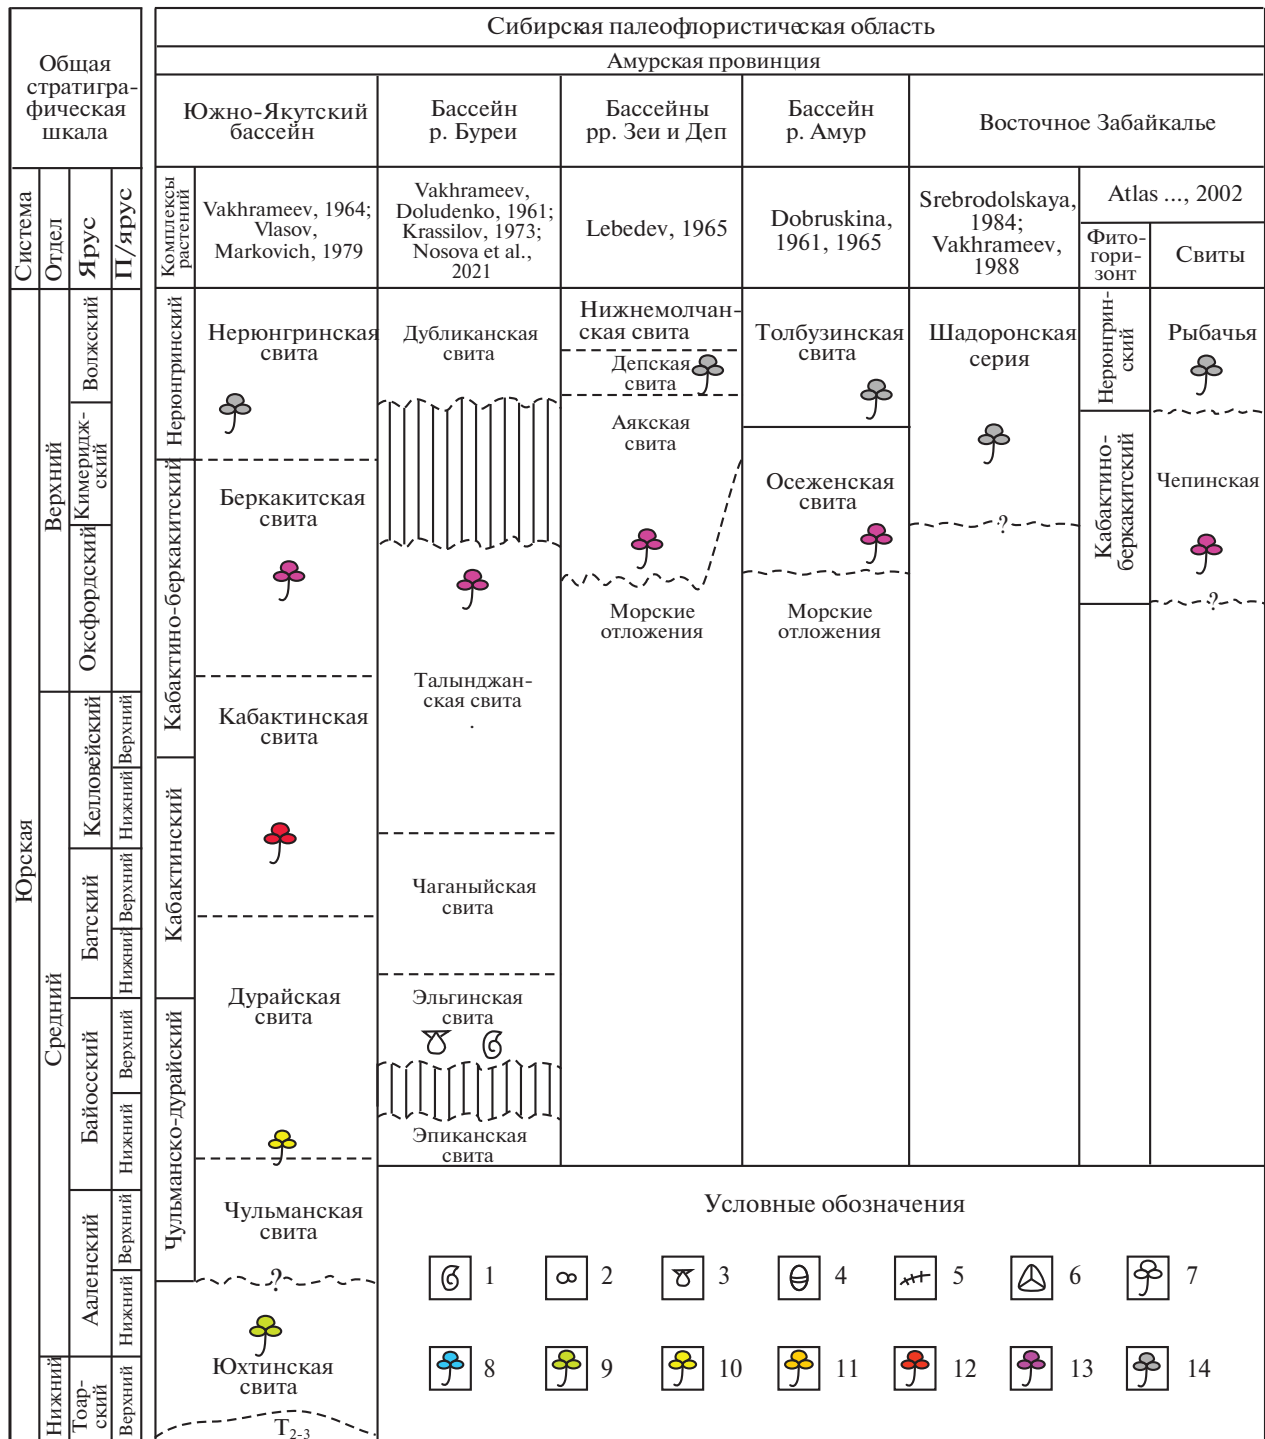 Сибирская палеофлористическая область
Амурская провинция
Общая
стратигра-
фическая
шкала
Южно-Якутский
бассейн
Бассейн
р. Буреи
Бассейны
рр. Зеи и Деп
Бассейн
р. Амур
Восточное Забайкалье
Система
Отдел
Ярус
П/ярус
Комплексы
растений
Vakhrameev, 1964;
Vlasov,
Markovich, 1979
Vakhrameev,
Doludenko, 1961;
Krassilov, 1973;
Nosova et al.,
2021
Lebedev, 1965
Dobruskina,
1961, 1965
Srebrodolskaya,
1984;
Vakhrameev,
1988
Atlas ..., 2002
Фито-
гори-
зонт
Свиты
Юрская
Верхний
Средний
Нижний
Волжский
Кимеридж-
ский
Оксфордский
Келловейский
Батский
Байосский
Ааленский
Тоар-
ский
Верхний
Нижний
Верхний
Нижний
Верхний
Нижний
Верхний
Нижний
Верхний
Нерюнгринский
Кабактино-беркакитский
Кабактинский
Чульманско-дурайский
Нерюнгринская
свита
Беркакитская
свита
Кабактинская
свита
Дурайская
свита
Чульманская
свита
?
Юхтинская
свита
T2-3
Дубликанская
свита
Талынджан-
ская свита
Чаганыйская
свита
Эльгинская
свита
Эпиканская
свита
Нижнемолчан-
ская свита
Депская
свита
Аякская
свита
Морские
отложения
Толбузинская
свита
Осеженская
свита
Морские
отложения
Шадоронская
серия
?
Нерюнгрин-
ский
Кабактино-
беркакитский
Рыбачья
Чепинская
?
Условные обозначения
1 2 3 4 5 6 7
8 9 10 11 12 13 14